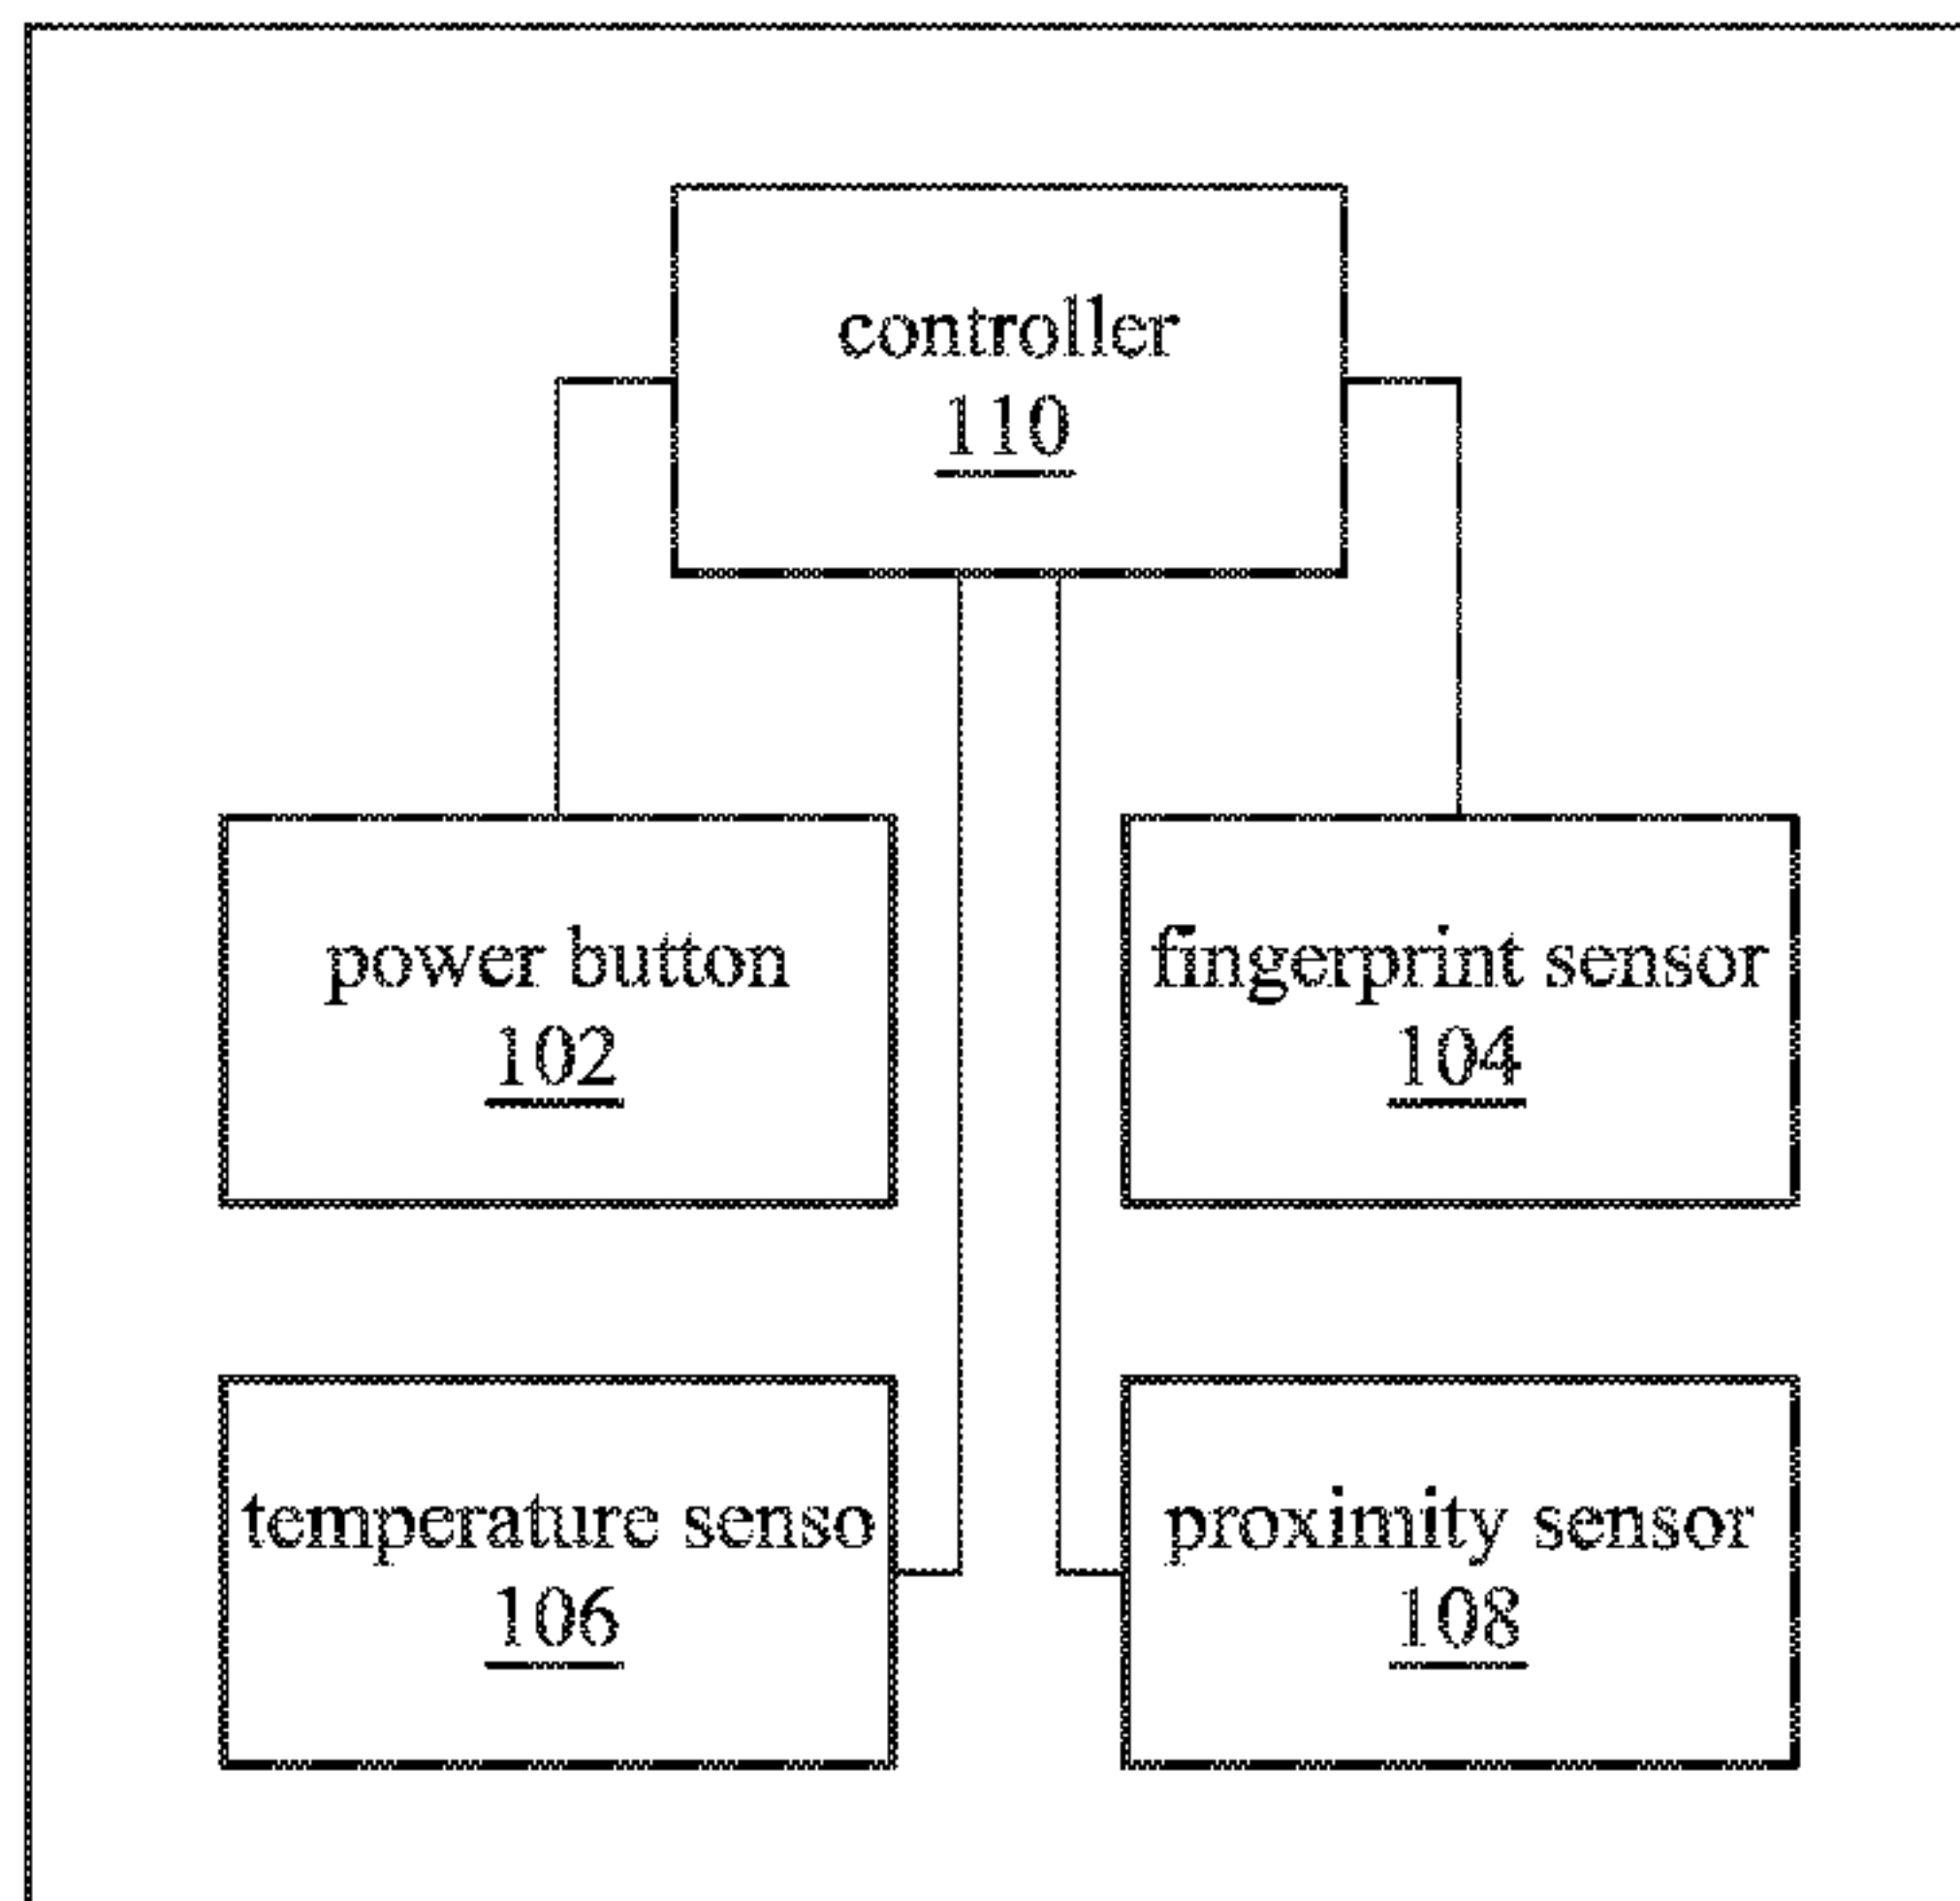 controller
110
power button
102
fingerprint sensor
104
temperature senso
106
proximity sensor
108